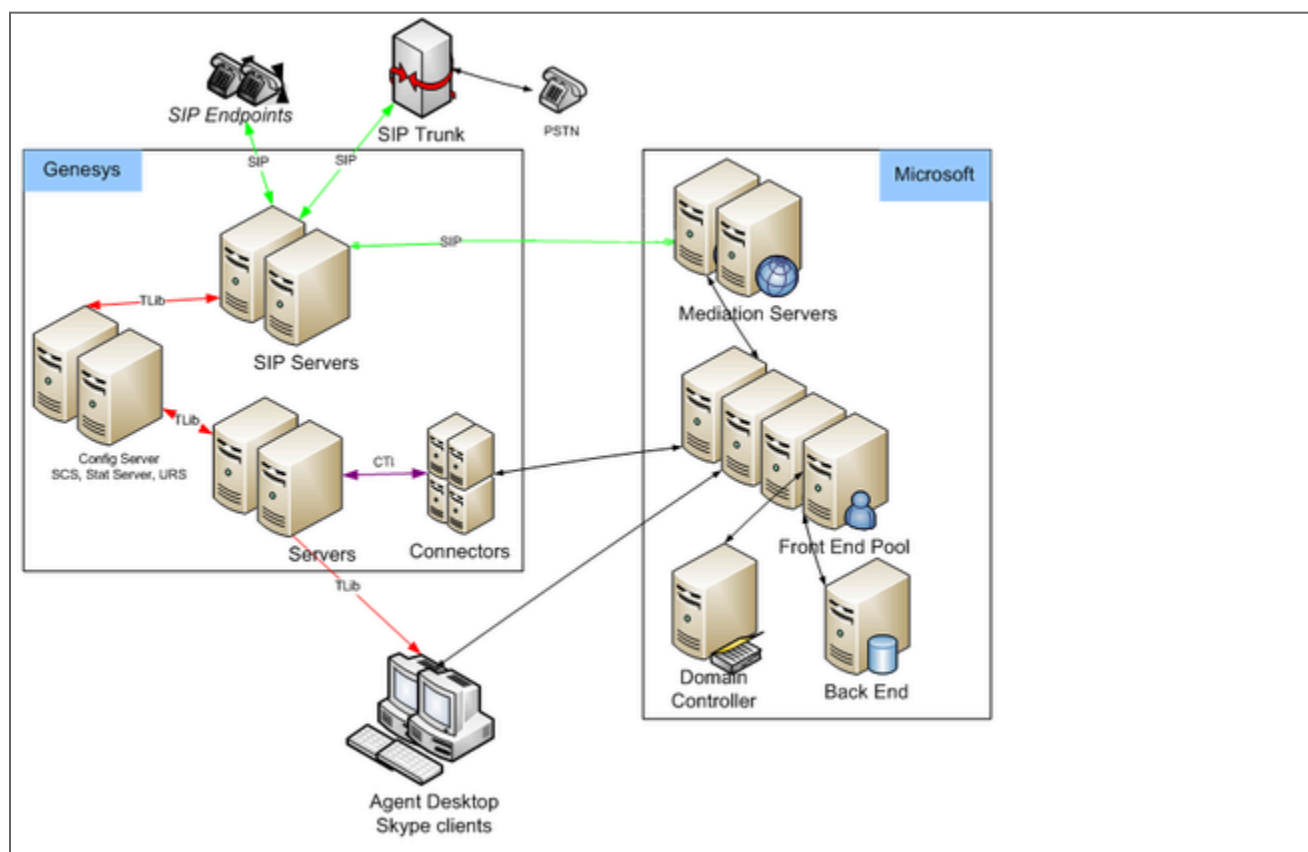 SIP Endpoints
SIP Trunk
PSTN
SIP
SIP
Genesys
Microsoft
SIP
Mediation Servers
TLib
SIP Servers
TLib
Config Server
SCS, Stat Server, URS
CTI
Servers
Connectors
Front End Pool
TLib
Domain
Controller
Back End
Agent Desktop
Skype clients